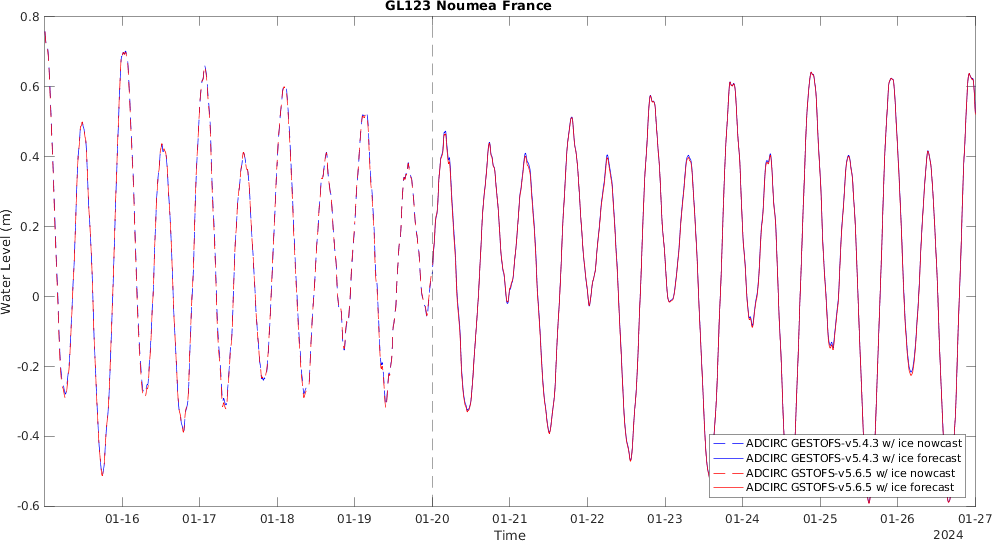 GL123 Noumea France
0.8
0.6
0.4
0.2
0
-0.2
-0.4
-0.6
Water Level (m)
ADCIRC GESTOFS-v5.4.3 w/ ice nowcast
ADCIRC GESTOFS-v5.4.3 w/ ice forecast
ADCIRC GSTOFS-v5.6.5 w/ ice nowcast
ADCIRC GSTOFS-v5.6.5 w/ ice forecast
01-16 01-17 01-18 01-19 01-20 01-21 01-22 01-23 01-24 01-25 01-26 01-27
Time
2024